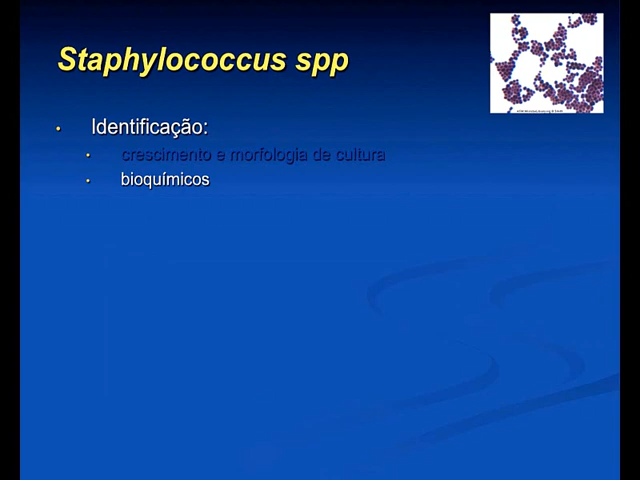 Staphylococcus spp
• Identificação:
• crescimento e morfologia de cultura
• bioquímicos